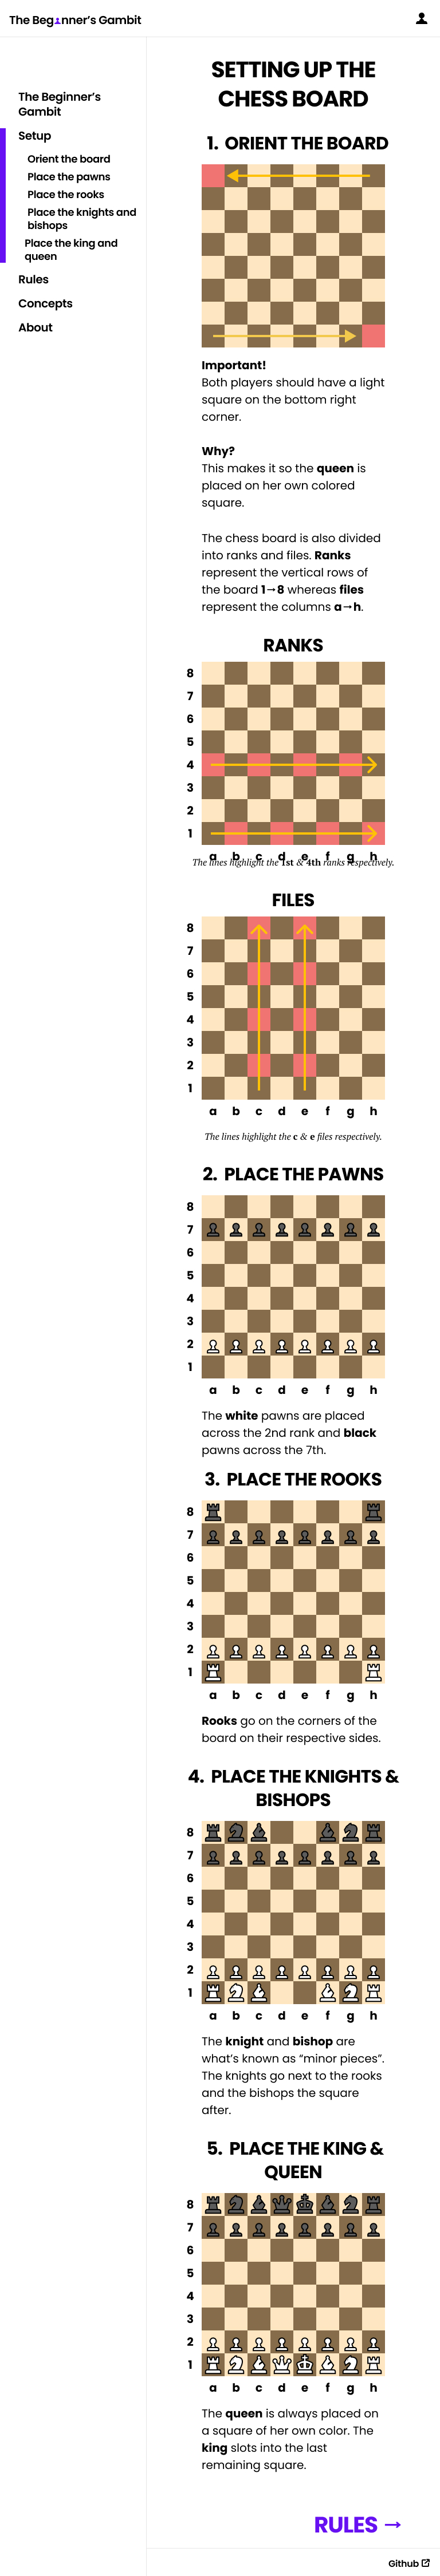 The Beginner's Gambit
The Beginner’s
Gambit
Setup
Orient the board
Place the pawns
Place the rooks
Place the knights and
bishops
Place the king and
queen
Rules
Concepts
About
SETTING UP THE
CHESS BOARD
1. ORIENT THE BOARD
Important!
Both players should have a light
square on the bottom right
corner.
Why?
This makes it so the queen is
placed on her own colored
square.
The chess board is also divided
into ranks and files. Ranks
represent the vertical rows of
the board 1→8 whereas files
represent the columns a→h.
RANKS
8
7
6
5
4
3
2
1
a b c d e f g h
The lines highlight the 1st & 4th ranks respectively.
FILES
8
7
6
5
4
3
2
1
a b c d e f g h
The lines highlight the c & e files respectively.
2. PLACE THE PAWNS
8
7
6
5
4
3
2
1
a b c d e f g h
The white pawns are placed
across the 2nd rank and black
pawns across the 7th.
3. PLACE THE ROOKS
8
7
6
5
4
3
2
1
a b c d e f g h
Rooks go on the corners of the
board on their respective sides.
4. PLACE THE KNIGHTS &
BISHOPS
8
7
6
5
4
3
2
1
a b c d e f g h
The knight and bishop are
what’s known as “minor pieces”.
The knights go next to the rooks
and the bishops the square
after.
5. PLACE THE KING &
QUEEN
8
7
6
5
4
3
2
1
a b c d e f g h
The queen is always placed on
a square of her own color. The
king slots into the last
remaining square.
RULES →
Github